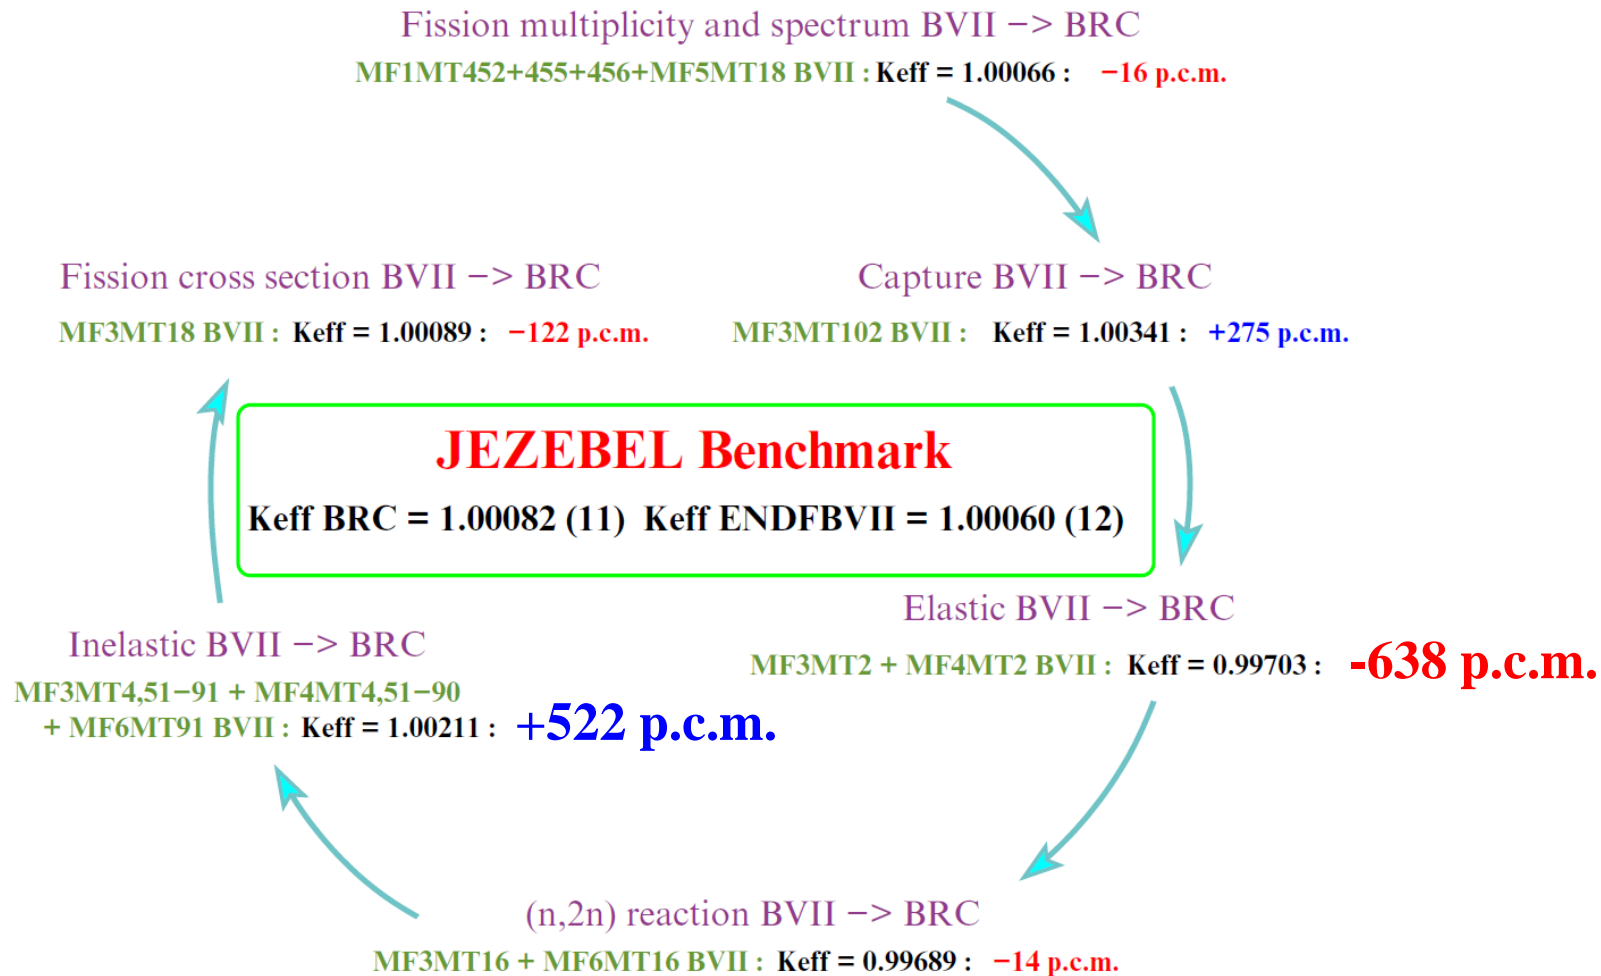 Fission multiplicity and spectrum BVII −> BRC
MF1MT452+455+456+MF5MT18 BVII : Keff = 1.00066 : −16 p.c.m.
Fission cross section BVII −> BRC
MF3MT18 BVII : Keff = 1.00089 : −122 p.c.m.
Capture BVII −> BRC
MF3MT102 BVII : Keff = 1.00341 : +275 p.c.m.
JEZEBEL Benchmark
Keff BRC = 1.00082 (11) Keff ENDFBVII = 1.00060 (12)
Elastic BVII −> BRC
MF3MT2 + MF4MT2 BVII : Keff = 0.99703 : -638 p.c.m.
Inelastic BVII −> BRC
MF3MT4,51−91 + MF4MT4,51−90
+ MF6MT91 BVII : Keff = 1.00211 : +522 p.c.m.
(n,2n) reaction BVII −> BRC
MF3MT16 + MF6MT16 BVII : Keff = 0.99689 : −14 p.c.m.